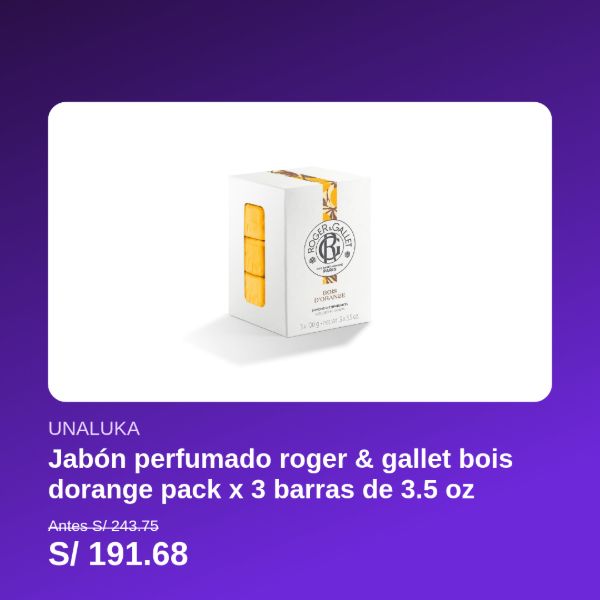 ROGER & GALLET
RG
PARIS
BOIS
D'ORANGE
UNALUKA
Jabón perfumado roger & gallet bois
dorange pack x 3 barras de 3.5 oz
Antes S/ 243.75
S/ 191.68